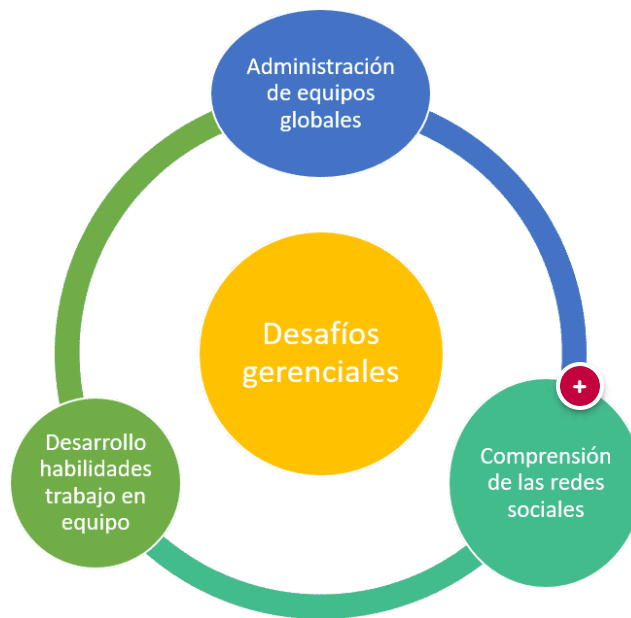 Administración
de equipos
globales
Desafíos
gerenciales
Desarrollo
habilidades
trabajo en
equipo
+
Comprensión
de las redes
sociales